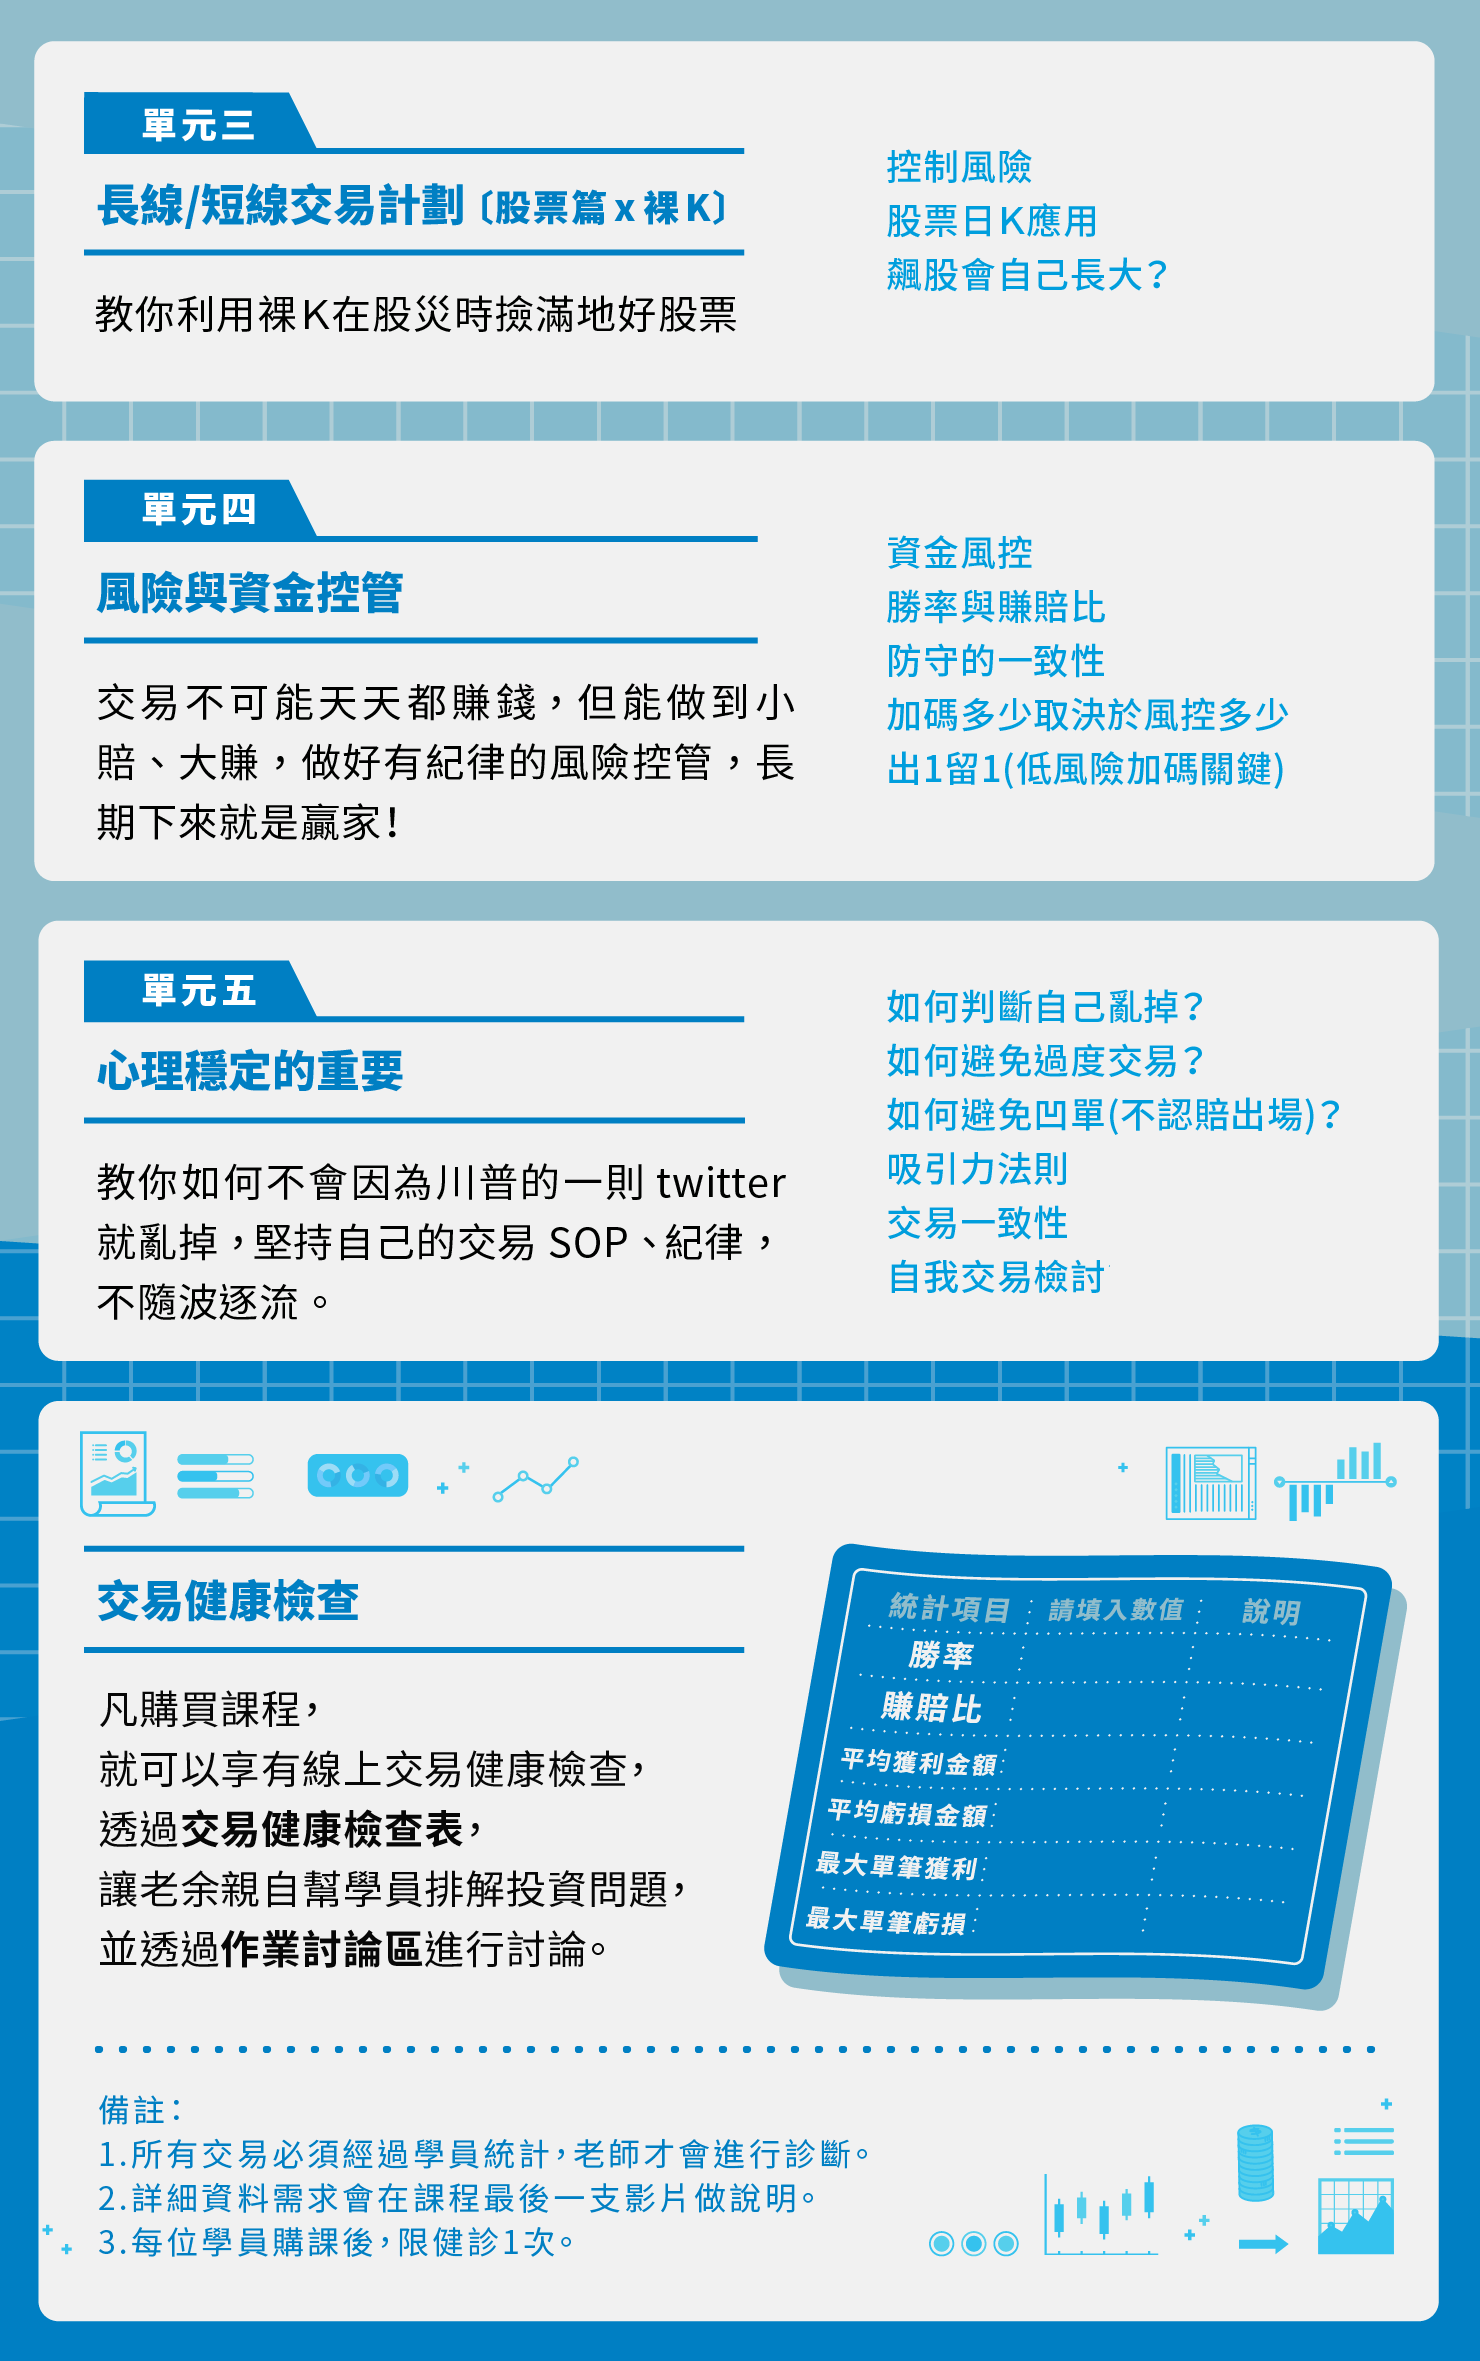 單元三
長線/短線交易計劃〔股票篇 x 裸K〕
教你利用裸K在股災時撿滿地好股票
控制風險
股票日K應用
飆股會自己長大？
單元四
風險與資金控管
交易不可能天天都賺錢，但能做到小
賠、大賺，做好有紀律的風險控管，長
期下來就是贏家！
資金風控
勝率與賺賠比
防守的一致性
加碼多少取決於風控多少
出1留1(低風險加碼關鍵)
單元五
心理穩定的重要
教你如何不會因為川普的一則 twitter
就亂掉，堅持自己的交易 SOP、紀律，
不隨波逐流。
如何判斷自己亂掉？
如何避免過度交易？
如何避免凹單(不認賠出場)？
吸引力法則
交易一致性
自我交易檢討
交易健康檢查
凡購買課程，
就可以享有線上交易健康檢查，
透過交易健康檢查表，
讓老余親自幫學員排解投資問題，
並透過作業討論區進行討論。
統計項目 請填入數值 說明
勝率
賺賠比
平均獲利金額
平均虧損金額
最大單筆獲利
最大單筆虧損
備註：
1.所有交易必須經過學員統計，老師才會進行診斷。
2.詳細資料需求會在課程最後一支影片做說明。
3.每位學員購課後，限健診1次。